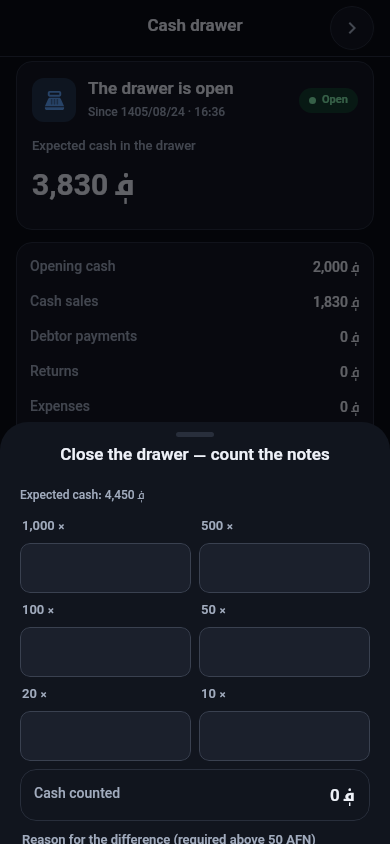 Cash drawer
The drawer is open
Since 1405/08/24 · 16:36
Open
Expected cash in the drawer
3,830 ؋
Opening cash 2,000 ؋
Cash sales 1,830 ؋
Debtor payments 0 ؋
Returns 0 ؋
Expenses 0 ؋
Close the drawer — count the notes
Expected cash: 4,450 ؋
1,000 × 500 ×
100 × 50 ×
20 × 10 ×
Cash counted 0 ؋
Reason for the difference (required above 50 AFN)